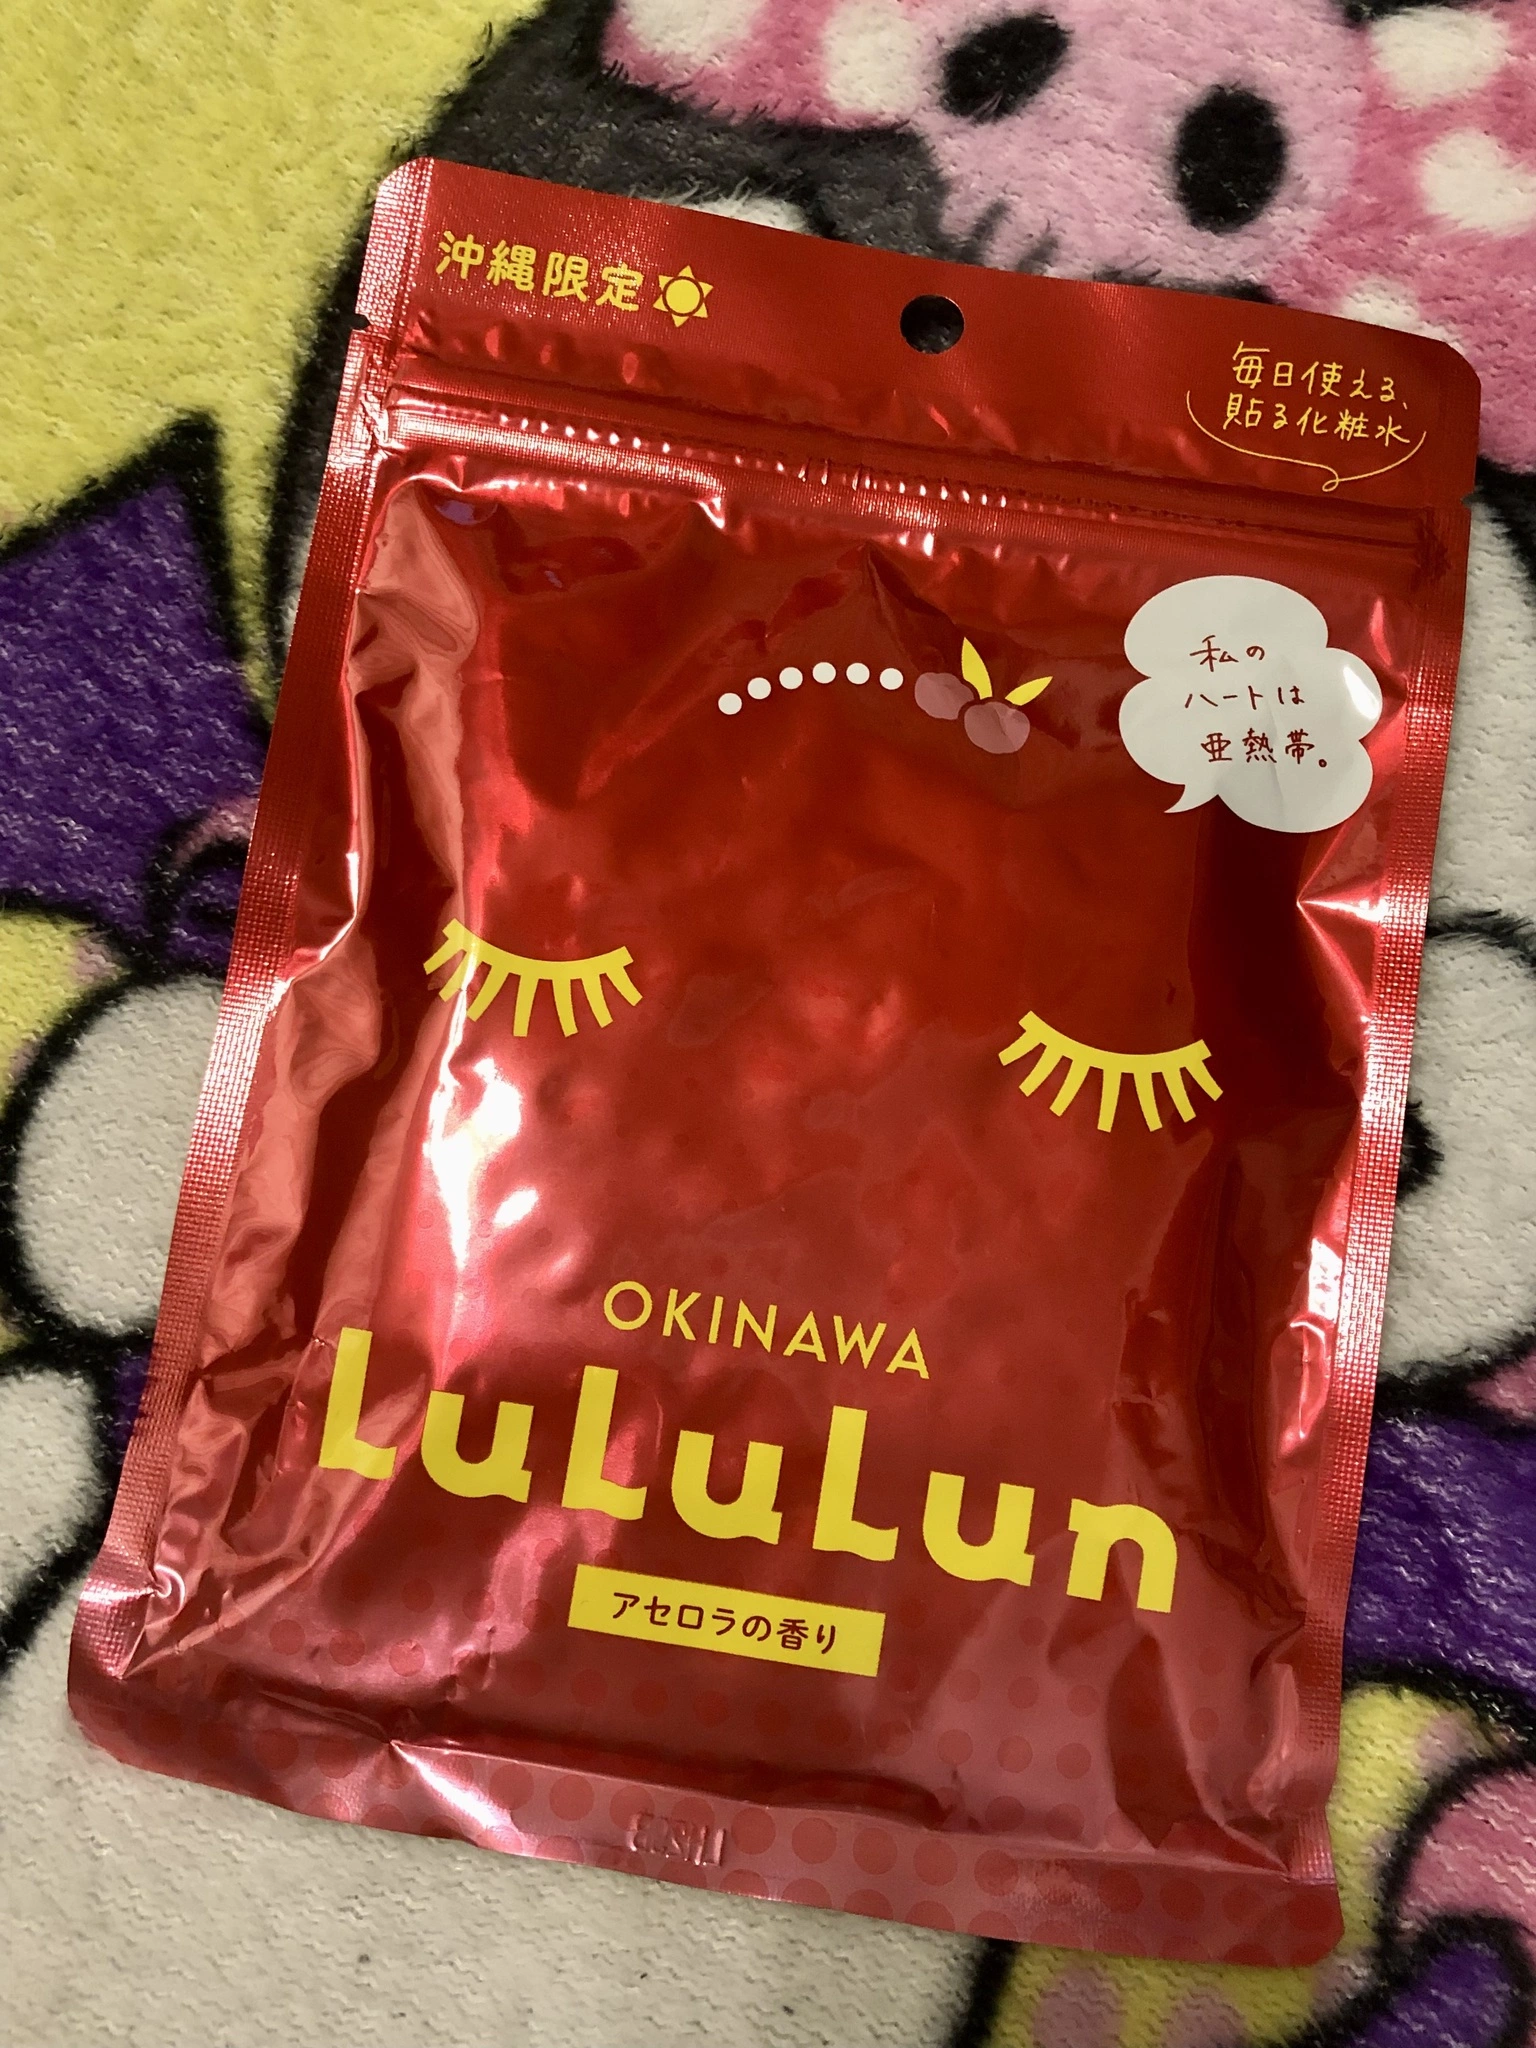 沖縄限定
毎日使える、
貼る化粧水
私の
ハートは
亜熱帯。
OKINAWA
LuLuLun
アセロラの香り